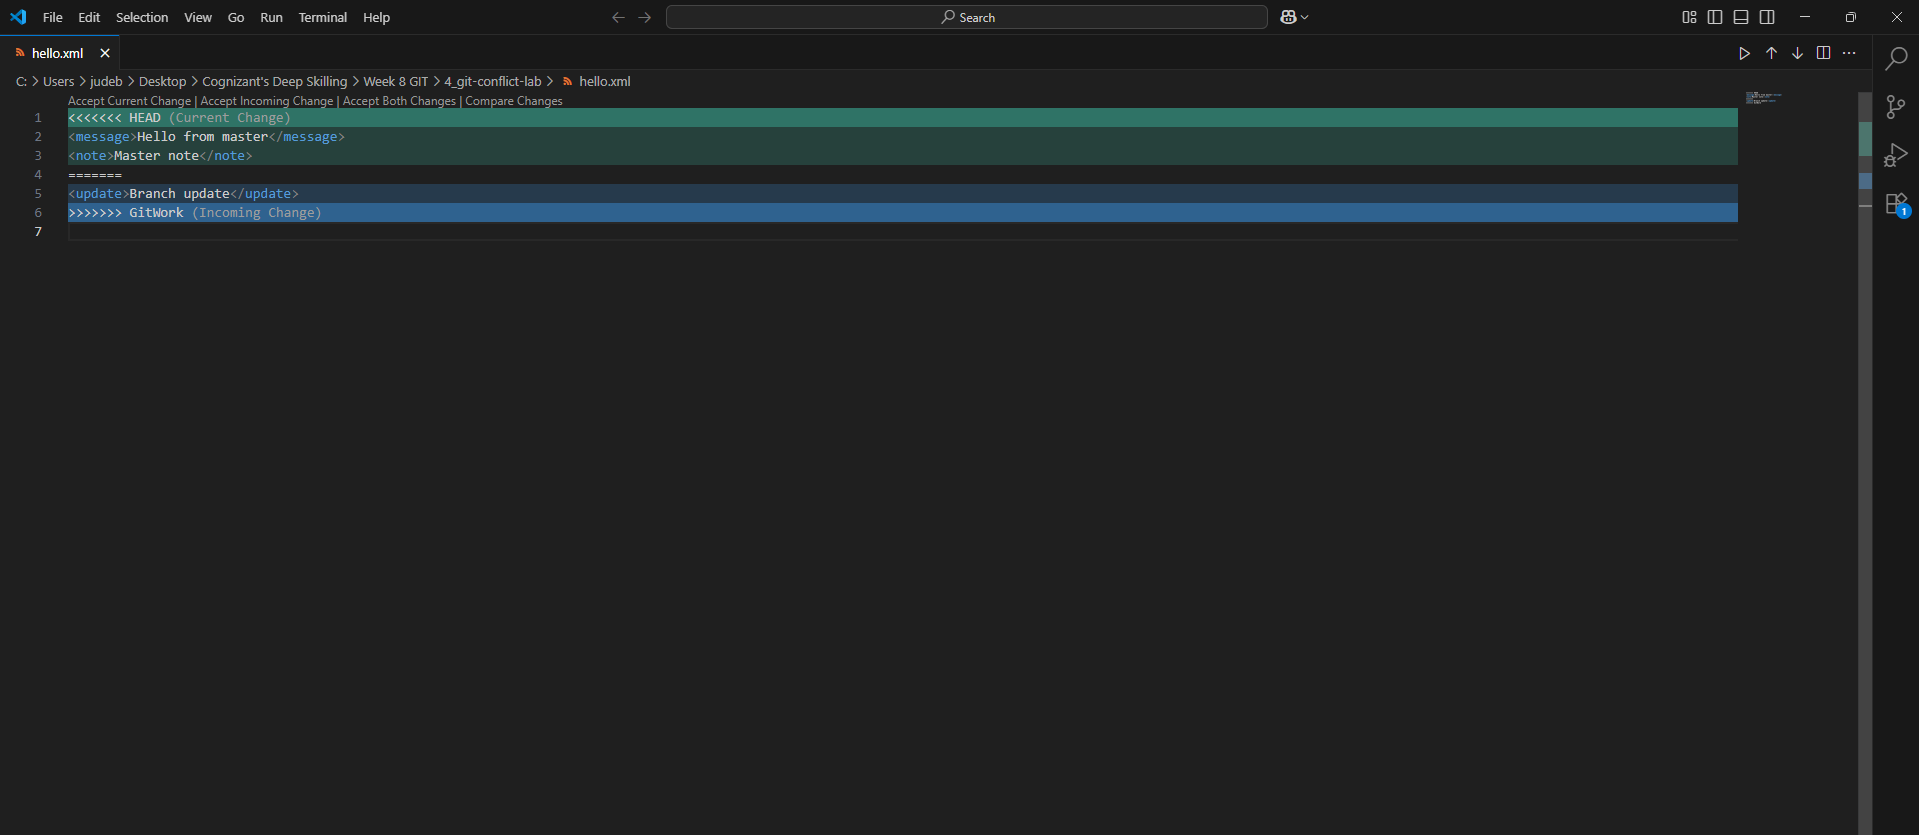 File Edit Selection View Go Run Terminal Help Search
hello.xml
C: > Users > judeb > Desktop > Cognizant's Deep Skilling > Week 8 GIT > 4_git-conflict-lab > hello.xml
Accept Current Change | Accept Incoming Change | Accept Both Changes | Compare Changes
1 <<<<<<< HEAD (Current Change)
2 <message>Hello from master</message>
3 <note>Master note</note>
4 =======
5 <update>Branch update</update>
6 >>>>>>> GitWork (Incoming Change)
7
1